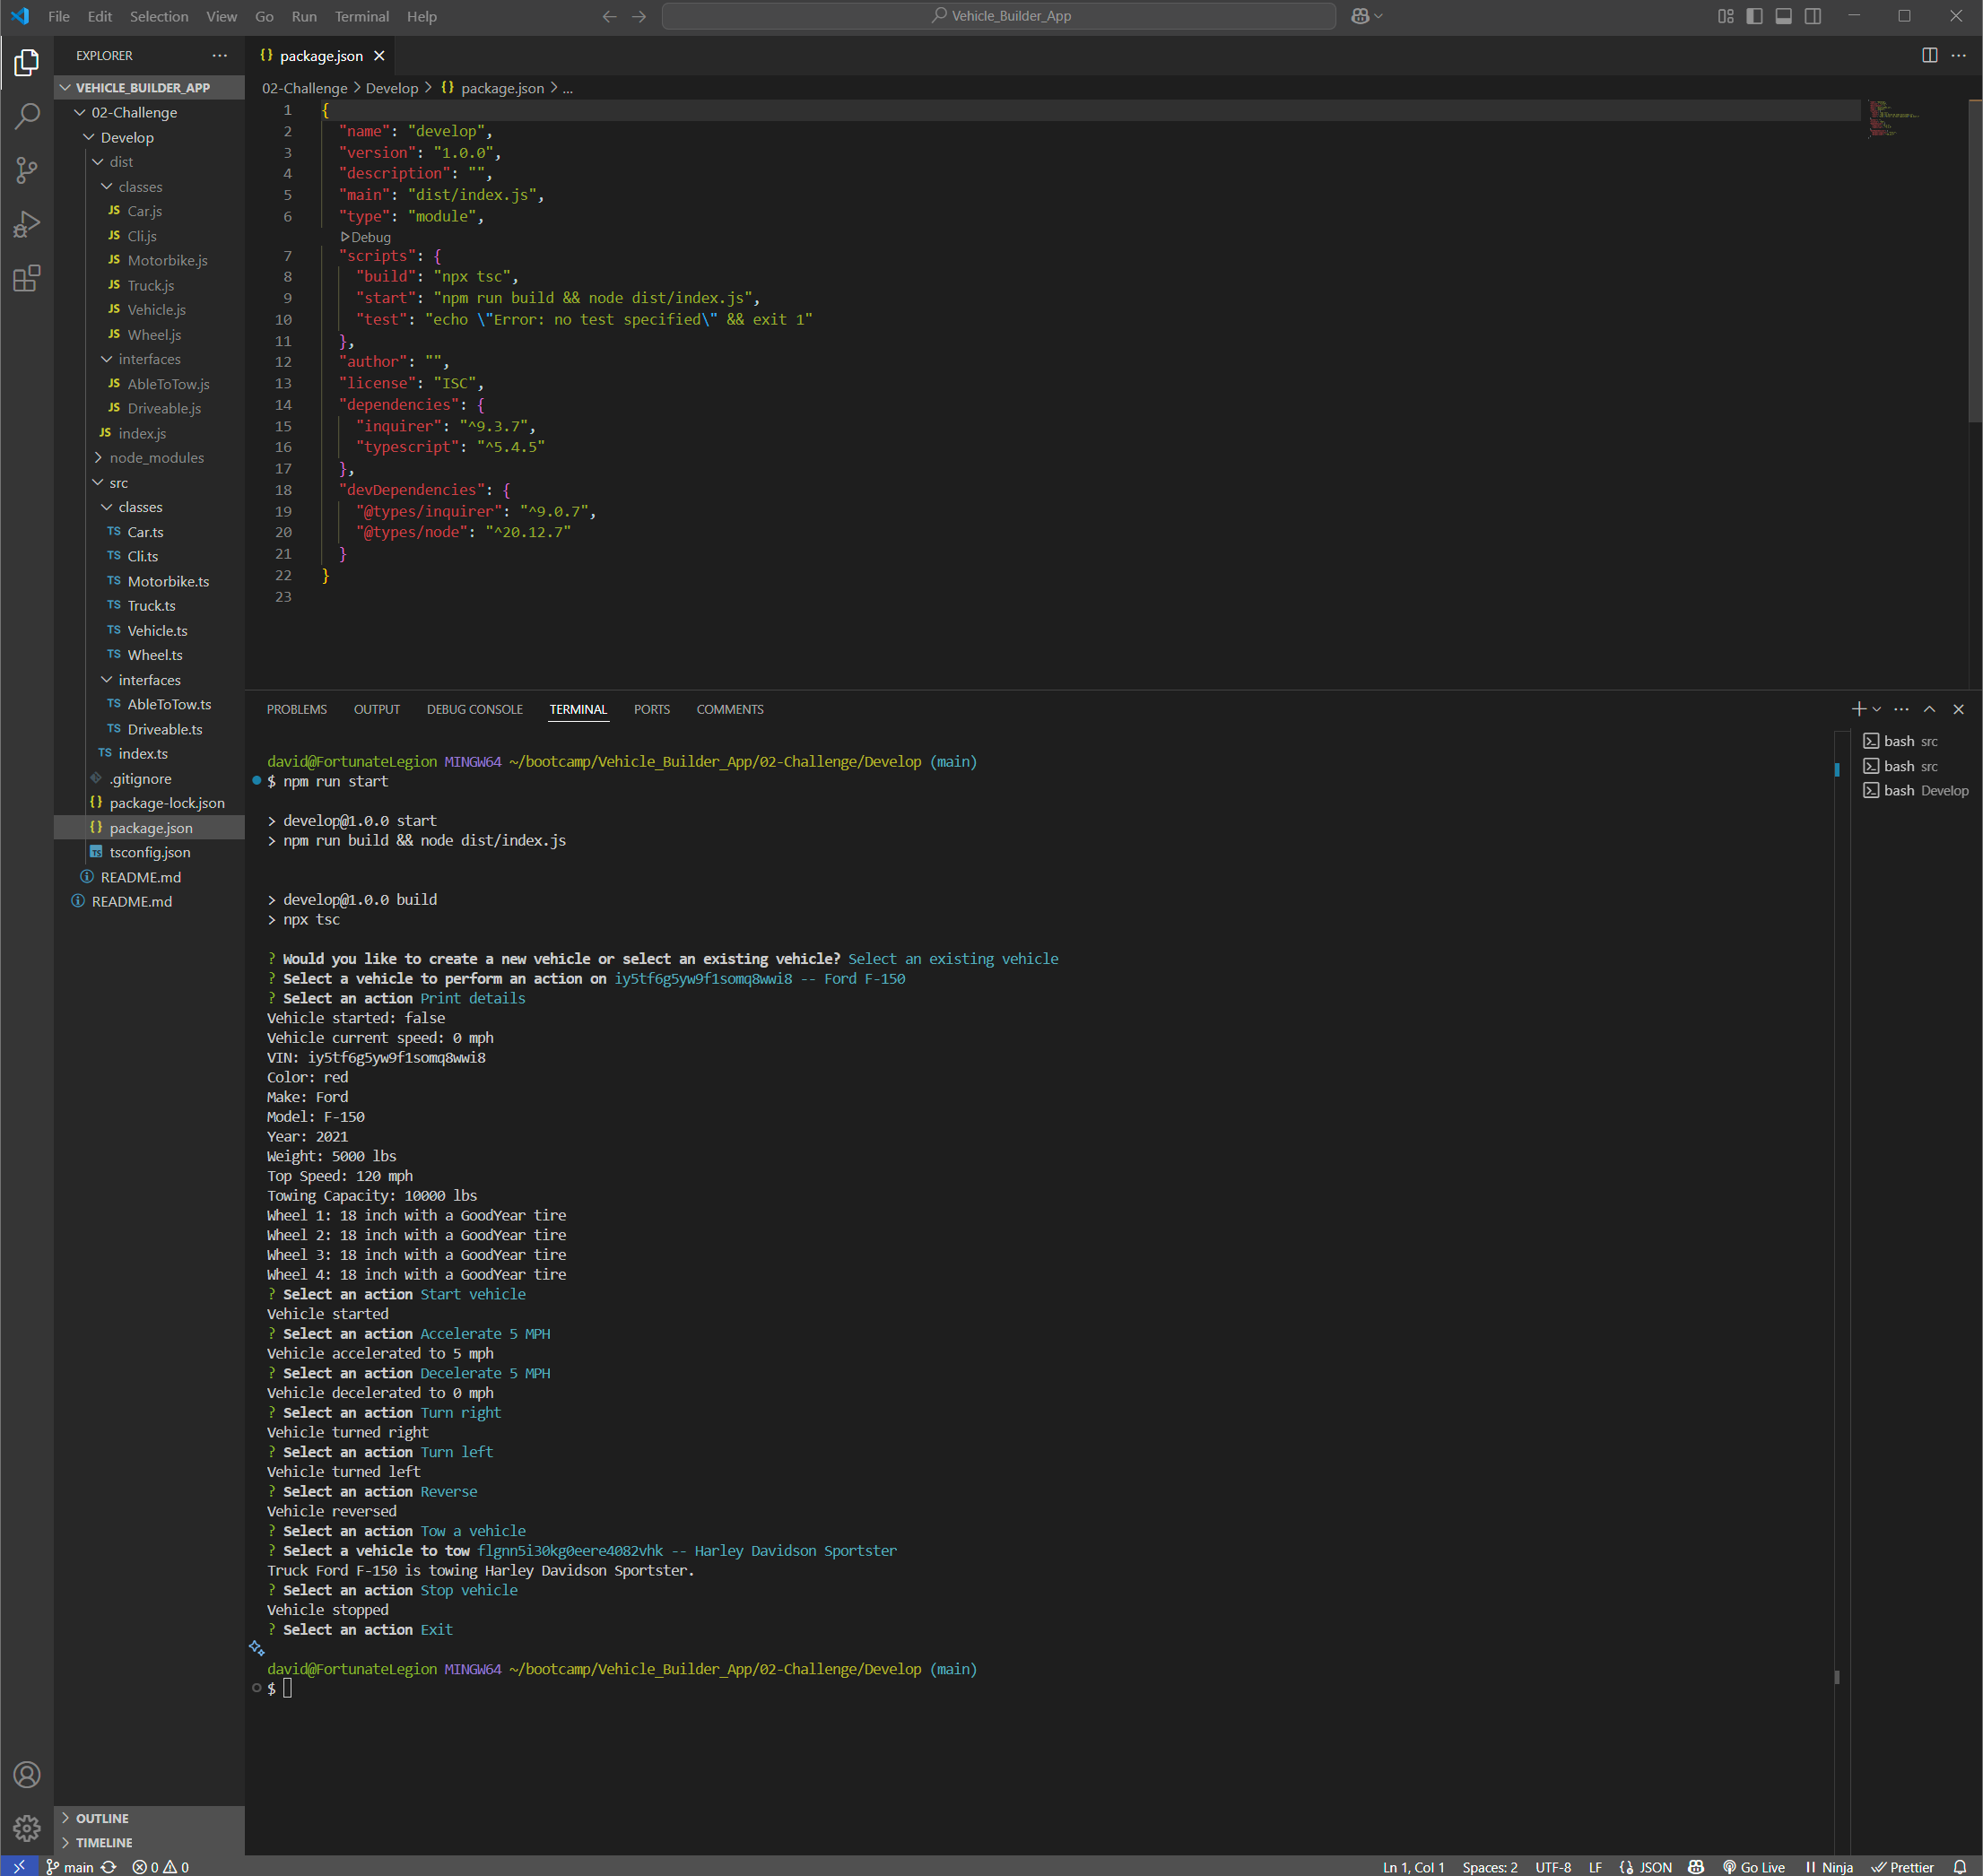 File Edit Selection View Go Run Terminal Help
Vehicle_Builder_App
EXPLORER
VEHICLE_BUILDER_APP
02-Challenge
Develop
dist
classes
JS Car.js
JS Cli.js
JS Motorbike.js
JS Truck.js
JS Vehicle.js
JS Wheel.js
interfaces
JS AbleToTow.js
JS Driveable.js
JS index.js
node_modules
src
classes
TS Car.ts
TS Cli.ts
TS Motorbike.ts
TS Truck.ts
TS Vehicle.ts
TS Wheel.ts
interfaces
TS AbleToTow.ts
TS Driveable.ts
TS index.ts
.gitignore
{} package-lock.json
{} package.json
TS tsconfig.json
README.md
README.md
OUTLINE
TIMELINE
{} package.json
02-Challenge > Develop > {} package.json > ...
1 {
2 "name": "develop",
3 "version": "1.0.0",
4 "description": "",
5 "main": "dist/index.js",
6 "type": "module",
Debug
7 "scripts": {
8 "build": "npx tsc",
9 "start": "npm run build && node dist/index.js",
10 "test": "echo \"Error: no test specified\" && exit 1"
11 },
12 "author": "",
13 "license": "ISC",
14 "dependencies": {
15 "inquirer": "^9.3.7",
16 "typescript": "^5.4.5"
17 },
18 "devDependencies": {
19 "@types/inquirer": "^9.0.7",
20 "@types/node": "^20.12.7"
21 }
22 }
23
PROBLEMS OUTPUT DEBUG CONSOLE TERMINAL PORTS COMMENTS
david@FortunateLegion MINGW64 ~/bootcamp/Vehicle_Builder_App/02-Challenge/Develop (main)
$ npm run start
> develop@1.0.0 start
> npm run build && node dist/index.js
> develop@1.0.0 build
> npx tsc
? Would you like to create a new vehicle or select an existing vehicle? Select an existing vehicle
? Select a vehicle to perform an action on iy5tf6g5yw9f1somq8wwi8 -- Ford F-150
? Select an action Print details
Vehicle started: false
Vehicle current speed: 0 mph
VIN: iy5tf6g5yw9f1somq8wwi8
Color: red
Make: Ford
Model: F-150
Year: 2021
Weight: 5000 lbs
Top Speed: 120 mph
Towing Capacity: 10000 lbs
Wheel 1: 18 inch with a GoodYear tire
Wheel 2: 18 inch with a GoodYear tire
Wheel 3: 18 inch with a GoodYear tire
Wheel 4: 18 inch with a GoodYear tire
? Select an action Start vehicle
Vehicle started
? Select an action Accelerate 5 MPH
Vehicle accelerated to 5 mph
? Select an action Decelerate 5 MPH
Vehicle decelerated to 0 mph
? Select an action Turn right
Vehicle turned right
? Select an action Turn left
Vehicle turned left
? Select an action Reverse
Vehicle reversed
? Select an action Tow a vehicle
? Select a vehicle to tow flgnn5i30kg0eere4082vhk -- Harley Davidson Sportster
Truck Ford F-150 is towing Harley Davidson Sportster.
? Select an action Stop vehicle
Vehicle stopped
? Select an action Exit
david@FortunateLegion MINGW64 ~/bootcamp/Vehicle_Builder_App/02-Challenge/Develop (main)
$
bash src
bash src
bash Develop
main 0 0 Ln 1, Col 1 Spaces: 2 UTF-8 LF JSON Go Live Ninja Prettier